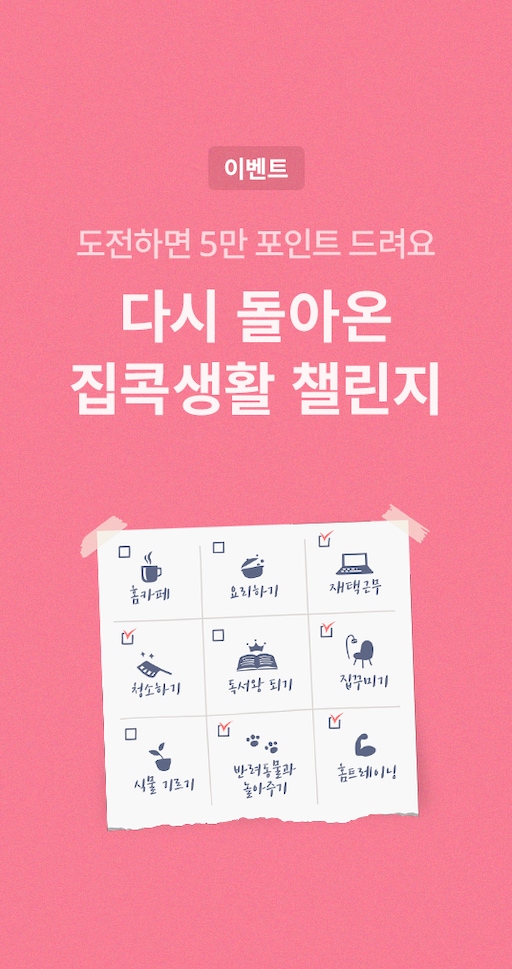 이벤트
도전하면 5만 포인트 드려요
다시 돌아온
집콕생활 챌린지
홈카페
요리하기
재택근무
청소하기
독서왕 되기
집꾸미기
식물 기르기
반려동물과
놀아주기
홈트레이닝